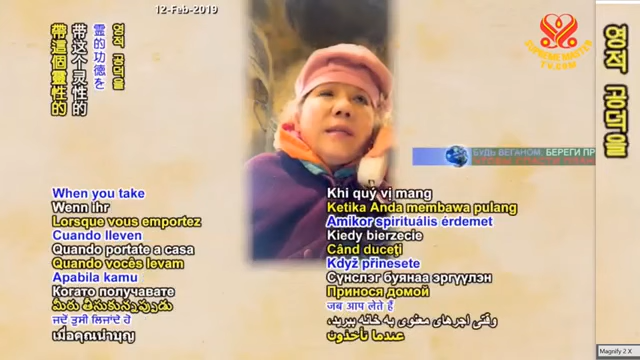 12-Feb-2019
SUPREME MASTER
TV.COM
영적 공덕을
霊的功徳を
带这个灵性的
帶這個靈性的
영적 공덕을
БУДЬ ВЕГАНОМ, БЕРЕГИ ПР
When you take
Wenn ihr
Lorsque vous emportez
Cuando lleven
Quando portate a casa
Quando vocês levam
Apabila kamu
Когато получавате
మీరు తీసుకున్నప్పుడు
ਜਦੋਂ ਤੁਸੀ ਲਿਜਾਂਦੇ ਹੋ
เมื่อคุณนำบุญ
Khi quý vị mang
Ketika Anda membawa pulang
Amikor spirituális érdemet
Kiedy bierzecie
Când duceţi
Když přinesete
Сүнслэг буянаа эргүүлэн
Принося домой
जब आप लेते हैं
وقتی اجرهای معنوی به خانه ببرید،
عندما تأخذون
Magnify 2 X